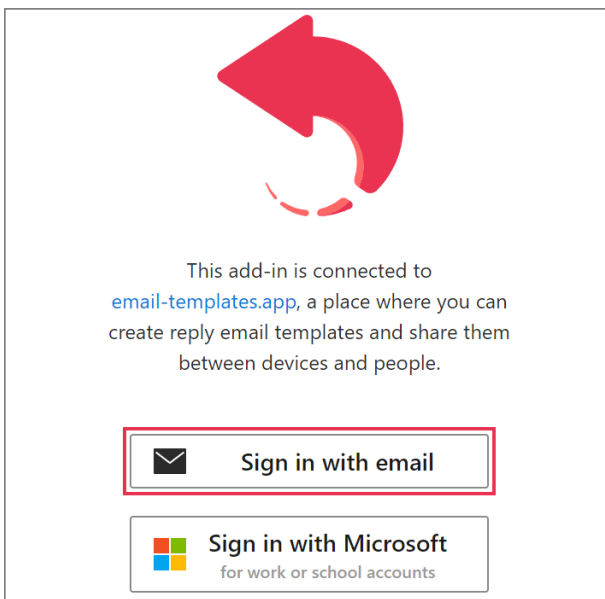 This add-in is connected to
email-templates.app, a place where you can
create reply email templates and share them
between devices and people.
Sign in with email
Sign in with Microsoft
for work or school accounts